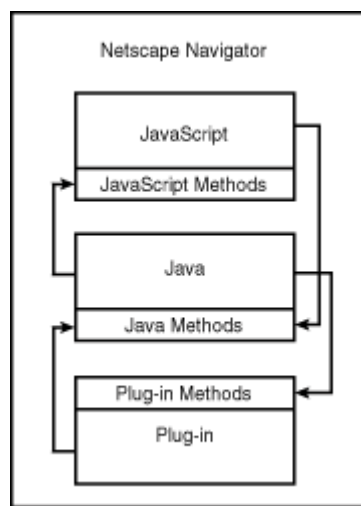 Netscape Navigator
JavaScript
JavaScript Methods
Java
Java Methods
Plug-in Methods
Plug-in